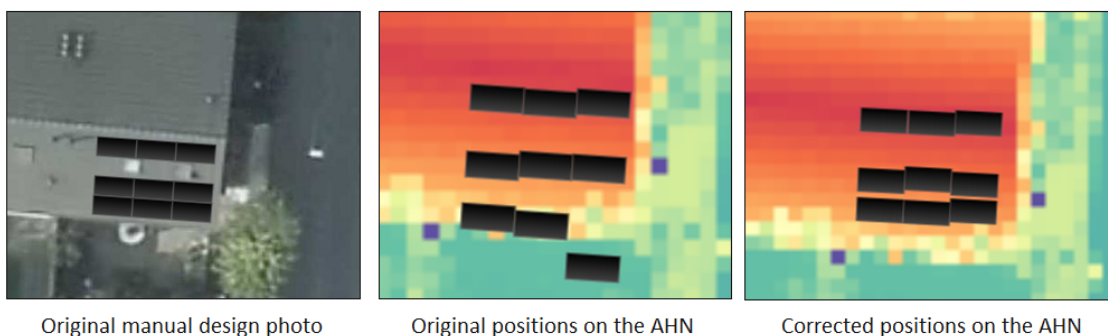 Original manual design photo
Original positions on the AHN
Corrected positions on the AHN